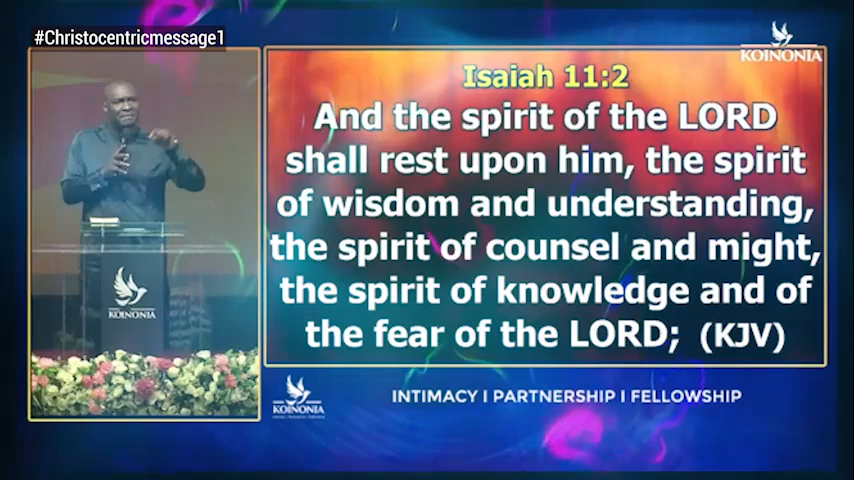 #Christocentricmessage1
KOINONIA
Isaiah 11:2
And the spirit of the LORD
shall rest upon him, the spirit
of wisdom and understanding,
the spirit of counsel and might,
the spirit of knowledge and of
the fear of the LORD; (KJV)
KOINONIA
KOINONIA
INTIMACY I PARTNERSHIP I FELLOWSHIP